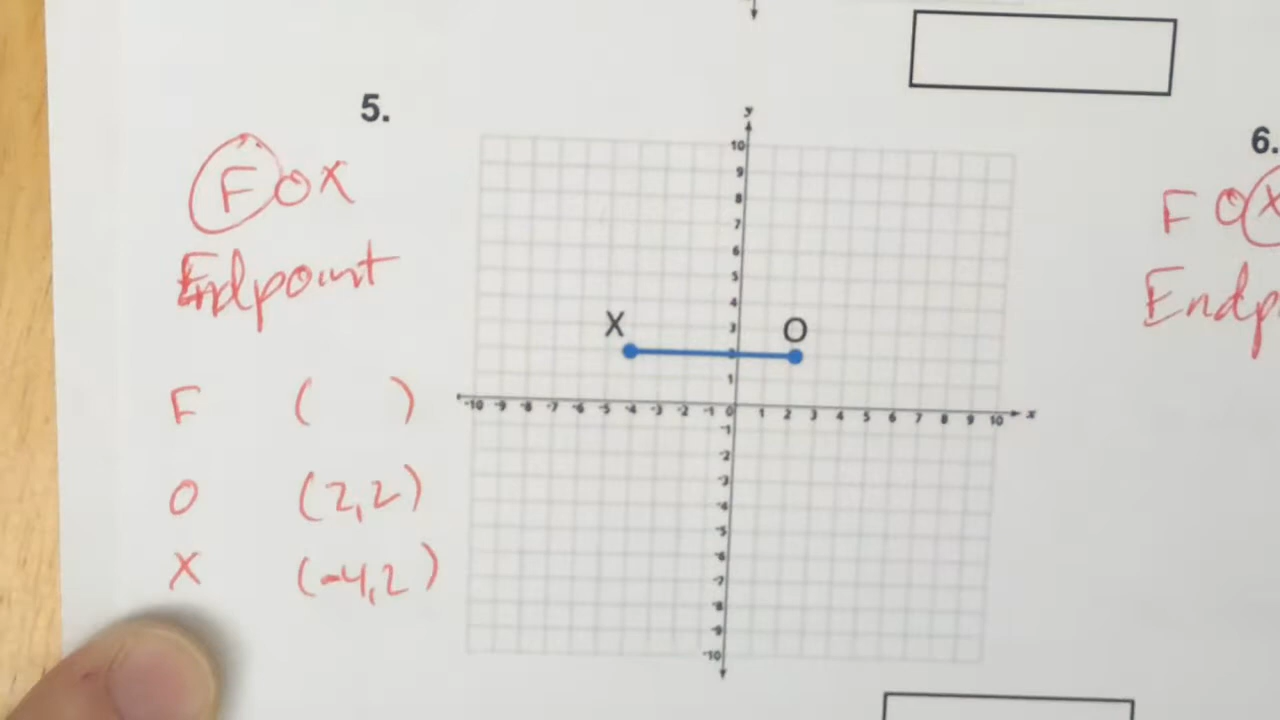 5.
6.
FOX
FOX
Endpoint
Endp
F ( )
O (2,2)
X (-4,2)
y
10
9
8
7
6
5
4
3
2
1
X
O
-10 -9 -8 -7 -6 -5 -4 -3 -2 -1 0 1 2 3 4 5 6 7 8 9 10 x
-1
-2
-3
-4
-5
-6
-7
-8
-9
-10